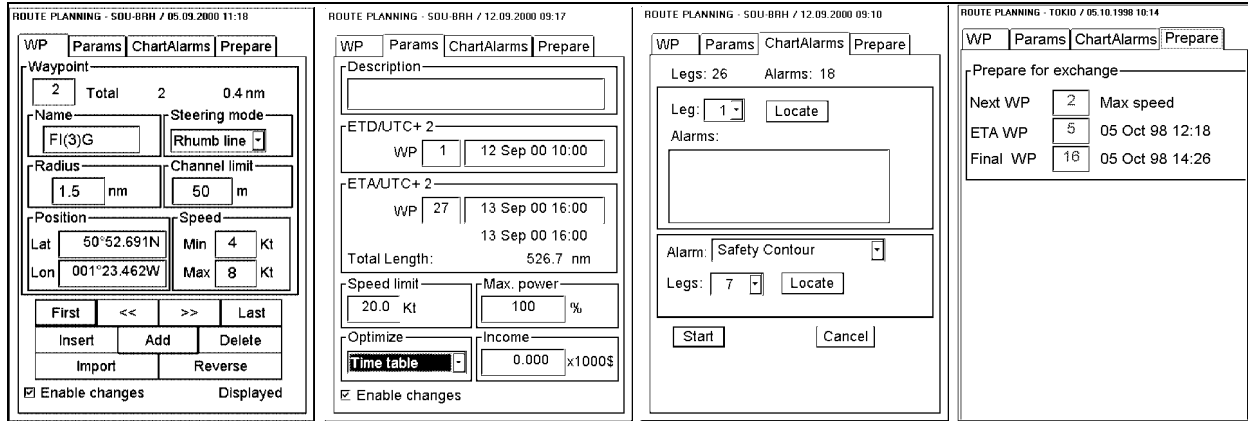 ROUTE PLANNING - SOU-BRH / 05.09.2000 11:18
WP Params ChartAlarms Prepare
Waypoint
2 Total 2 0.4 nm
Name Steering mode
FI(3)G Rhumb line
Radius Channel limit
1.5 nm 50 m
Position Speed
Lat 50°52.691N Min 4 Kt
Lon 001°23.462W Max 8 Kt
First << >> Last
Insert Add Delete
Import Reverse
Enable changes Displayed
ROUTE PLANNING - SOU-BRH / 12.09.2000 09:17
WP Params ChartAlarms Prepare
Description
ETD/UTC+ 2
WP 1 12 Sep 00 10:00
ETA/UTC+ 2
WP 27 13 Sep 00 16:00
13 Sep 00 16:00
Total Length: 526.7 nm
Speed limit Max. power
20.0 Kt 100 %
Optimize Income
Time table 0.000 x1000$
Enable changes
ROUTE PLANNING - SOU-BRH / 12.09.2000 09:10
WP Params ChartAlarms Prepare
Legs: 26 Alarms: 18
Leg: 1 Locate
Alarms:
Alarm: Safety Contour
Legs: 7 Locate
Start Cancel
ROUTE PLANNING - TOKIO / 05.10.1998 10:14
WP Params ChartAlarms Prepare
Prepare for exchange
Next WP 2 Max speed
ETA WP 5 05 Oct 98 12:18
Final WP 16 05 Oct 98 14:26